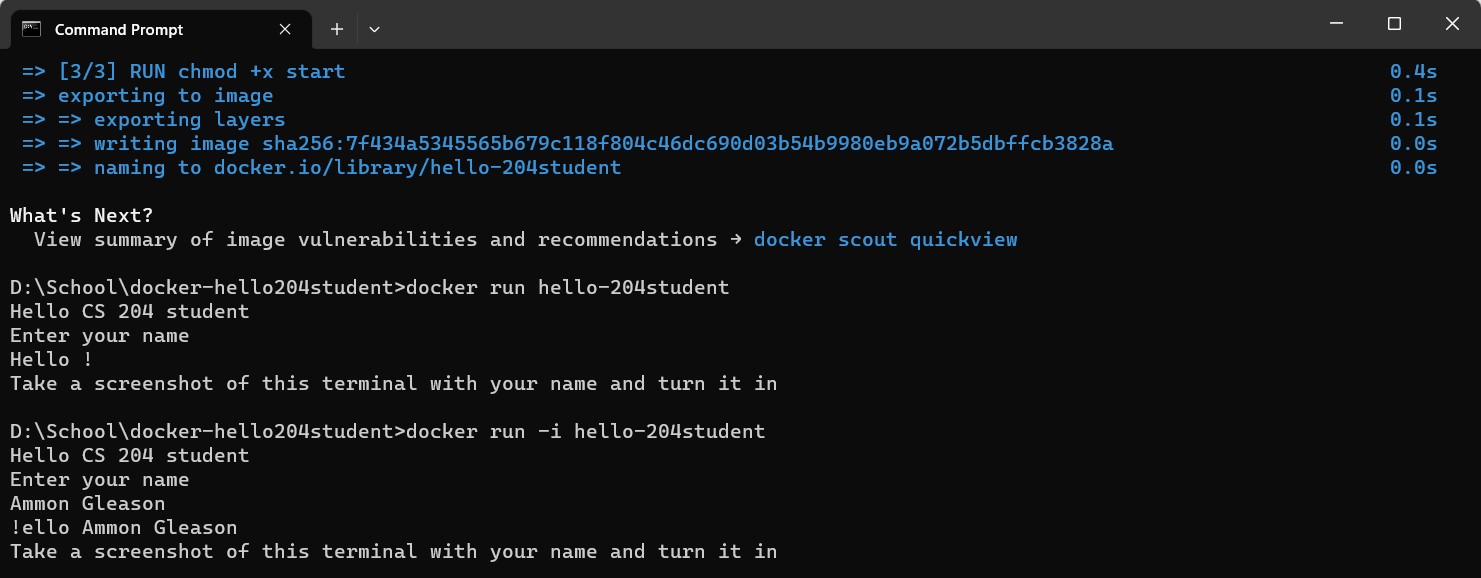 Command Prompt
=> [3/3] RUN chmod +x start 0.4s
=> exporting to image 0.1s
=> => exporting layers 0.1s
=> => writing image sha256:7f434a5345565b679c118f804c46dc690d03b54b9980eb9a072b5dbffcb3828a 0.0s
=> => naming to docker.io/library/hello-204student 0.0s
What's Next?
View summary of image vulnerabilities and recommendations → docker scout quickview
D:\School\docker-hello204student>docker run hello-204student
Hello CS 204 student
Enter your name
Hello !
Take a screenshot of this terminal with your name and turn it in
D:\School\docker-hello204student>docker run -i hello-204student
Hello CS 204 student
Enter your name
Ammon Gleason
!ello Ammon Gleason
Take a screenshot of this terminal with your name and turn it in